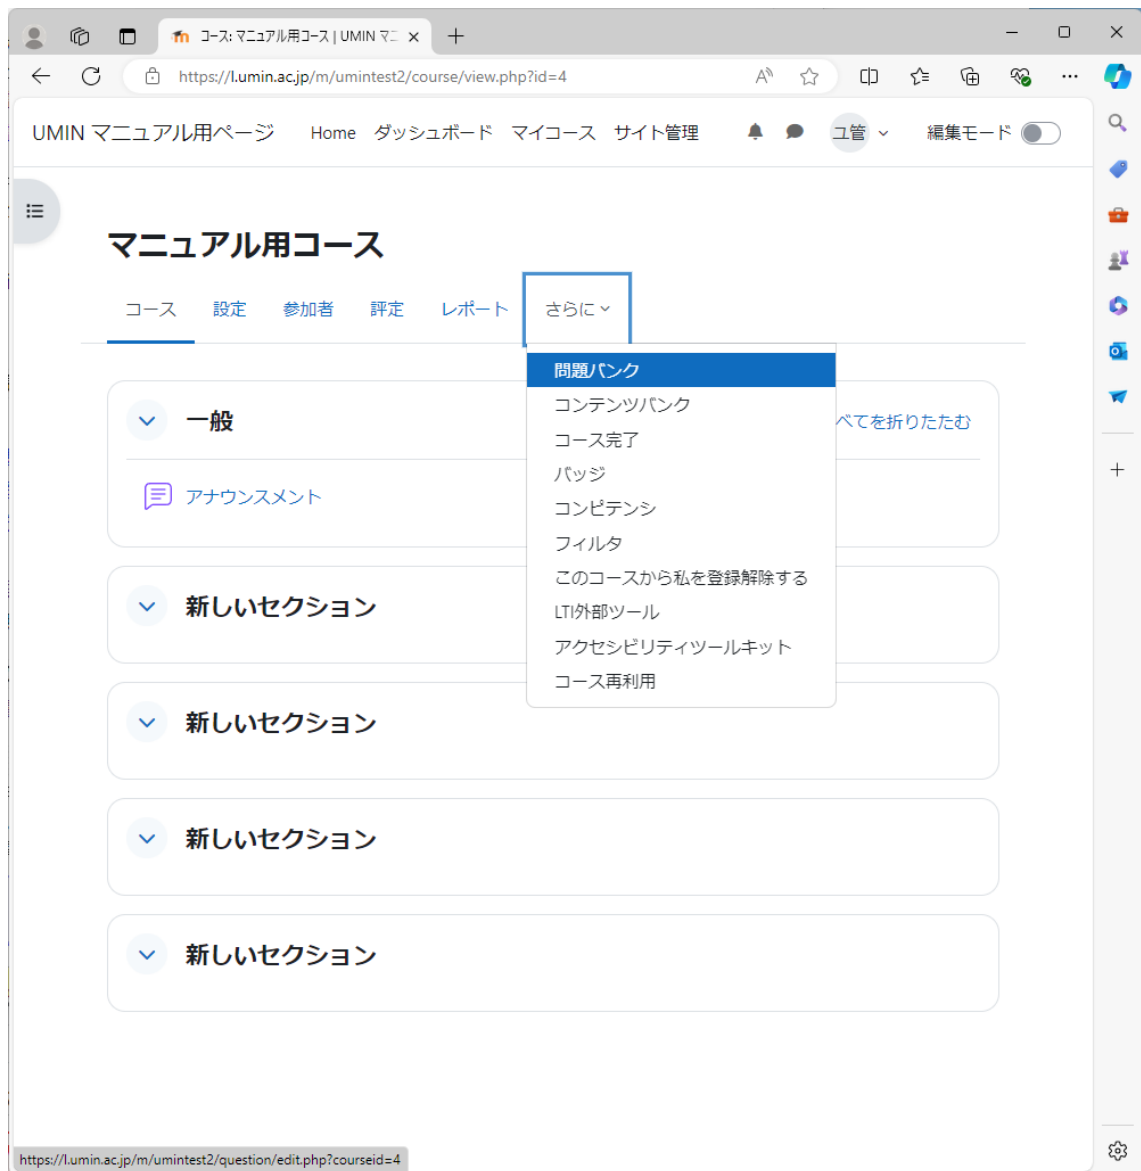 コース: マニュアル用コース | UMIN マニ
https://l.umin.ac.jp/m/umintest2/course/view.php?id=4
UMIN マニュアル用ページ Home ダッシュボード マイコース サイト管理 ユ管 編集モード
マニュアル用コース
コース 設定 参加者 評定 レポート さらに
問題バンク
コンテンツバンク
コース完了
バッジ
コンピテンシ
フィルタ
このコースから私を登録解除する
LTI外部ツール
アクセシビリティツールキット
コース再利用
一般 べてを折りたたむ
アナウンスメント
新しいセクション
新しいセクション
新しいセクション
新しいセクション
https://l.umin.ac.jp/m/umintest2/question/edit.php?courseid=4